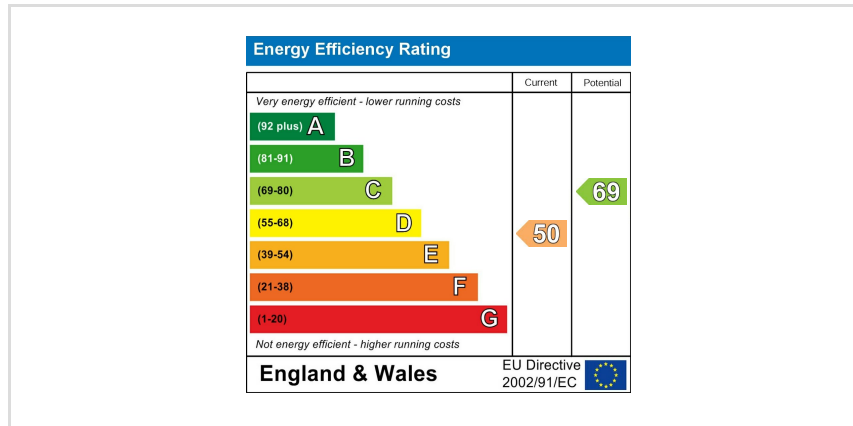 Energy Efficiency Rating
Current Potential
Very energy efficient - lower running costs
(92 plus) A
(81-91) B
(69-80) C
69
(55-68) D
50
(39-54) E
(21-38) F
(1-20) G
Not energy efficient - higher running costs
England & Wales
EU Directive
2002/91/EC